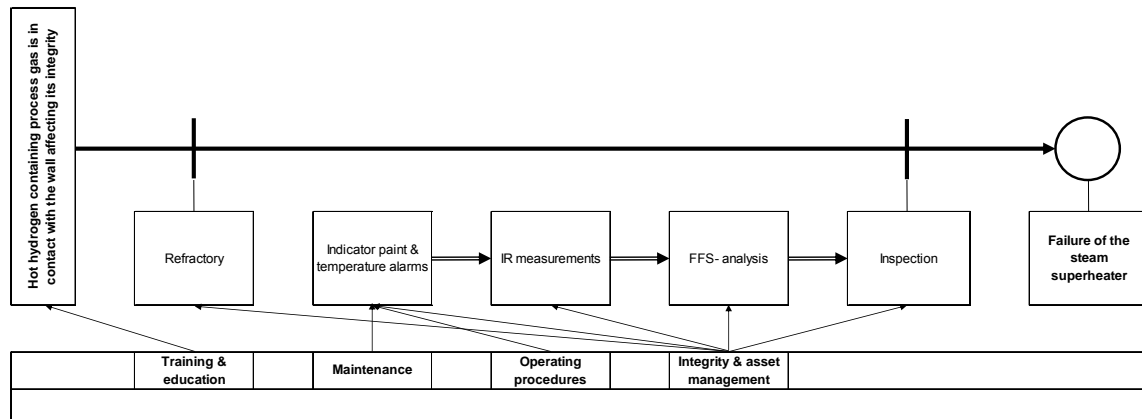 Hot hydrogen containing process gas is in
contact with the wall affecting its integrity
Refractory
Indicator paint &
temperature alarms
IR measurements
FFS- analysis
Inspection
Failure of the
steam
superheater
Training &
education
Maintenance
Operating
procedures
Integrity & asset
management